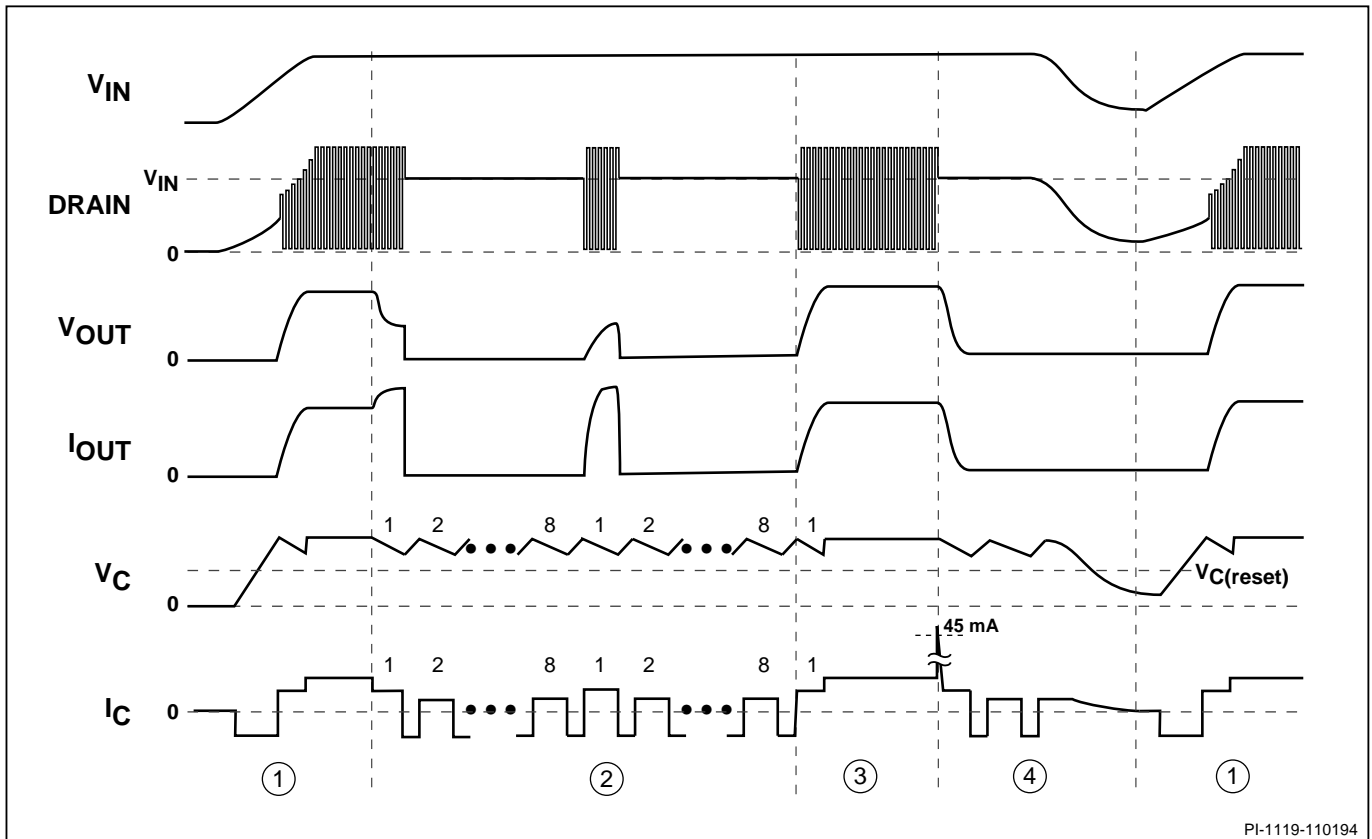 VIN
VIN
DRAIN
0
VOUT
0
IOUT
0
1 2 8 1 2 8 1
VC
VC(reset)
0
45 mA
1 2 8 1 2 8 1
IC
0
1 2 3 4 1
PI-1119-110194